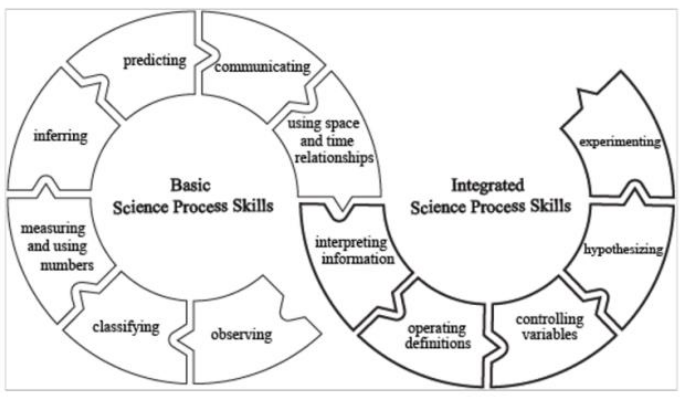 predicting
communicating
inferring
using space
and time
relationships
Basic
Science Process Skills
measuring
and using
numbers
classifying
observing
Integrated
Science Process Skills
interpreting
information
operating
definitions
controlling
variables
hypothesizing
experimenting